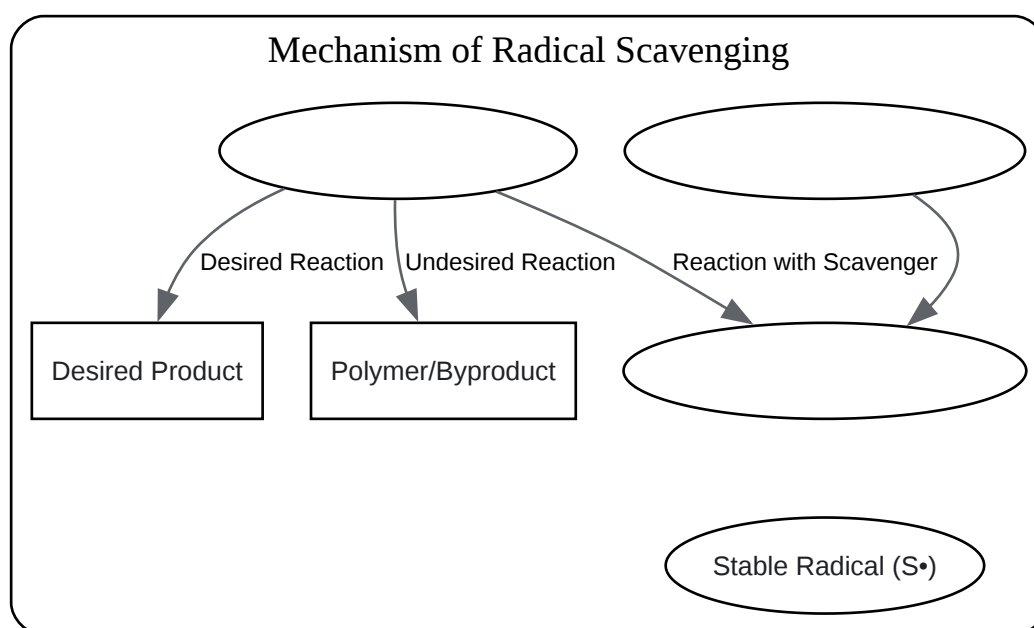 Mechanism of Radical Scavenging
Desired Reaction
Undesired Reaction
Reaction with Scavenger
Desired Product
Polymer/Byproduct
Stable Radical (S•)